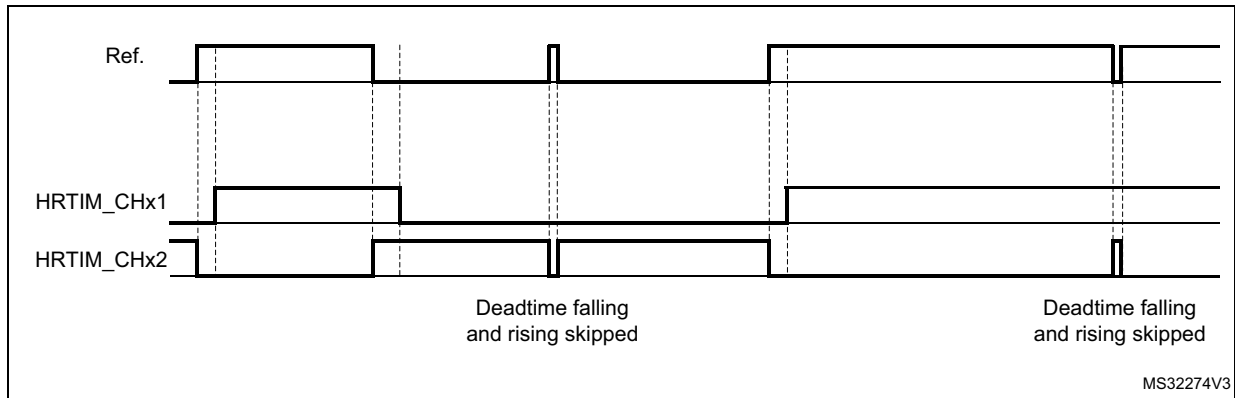 Ref.
HRTIM_CHx1
HRTIM_CHx2
Deadtime falling
and rising skipped
Deadtime falling
and rising skipped
MS32274V3